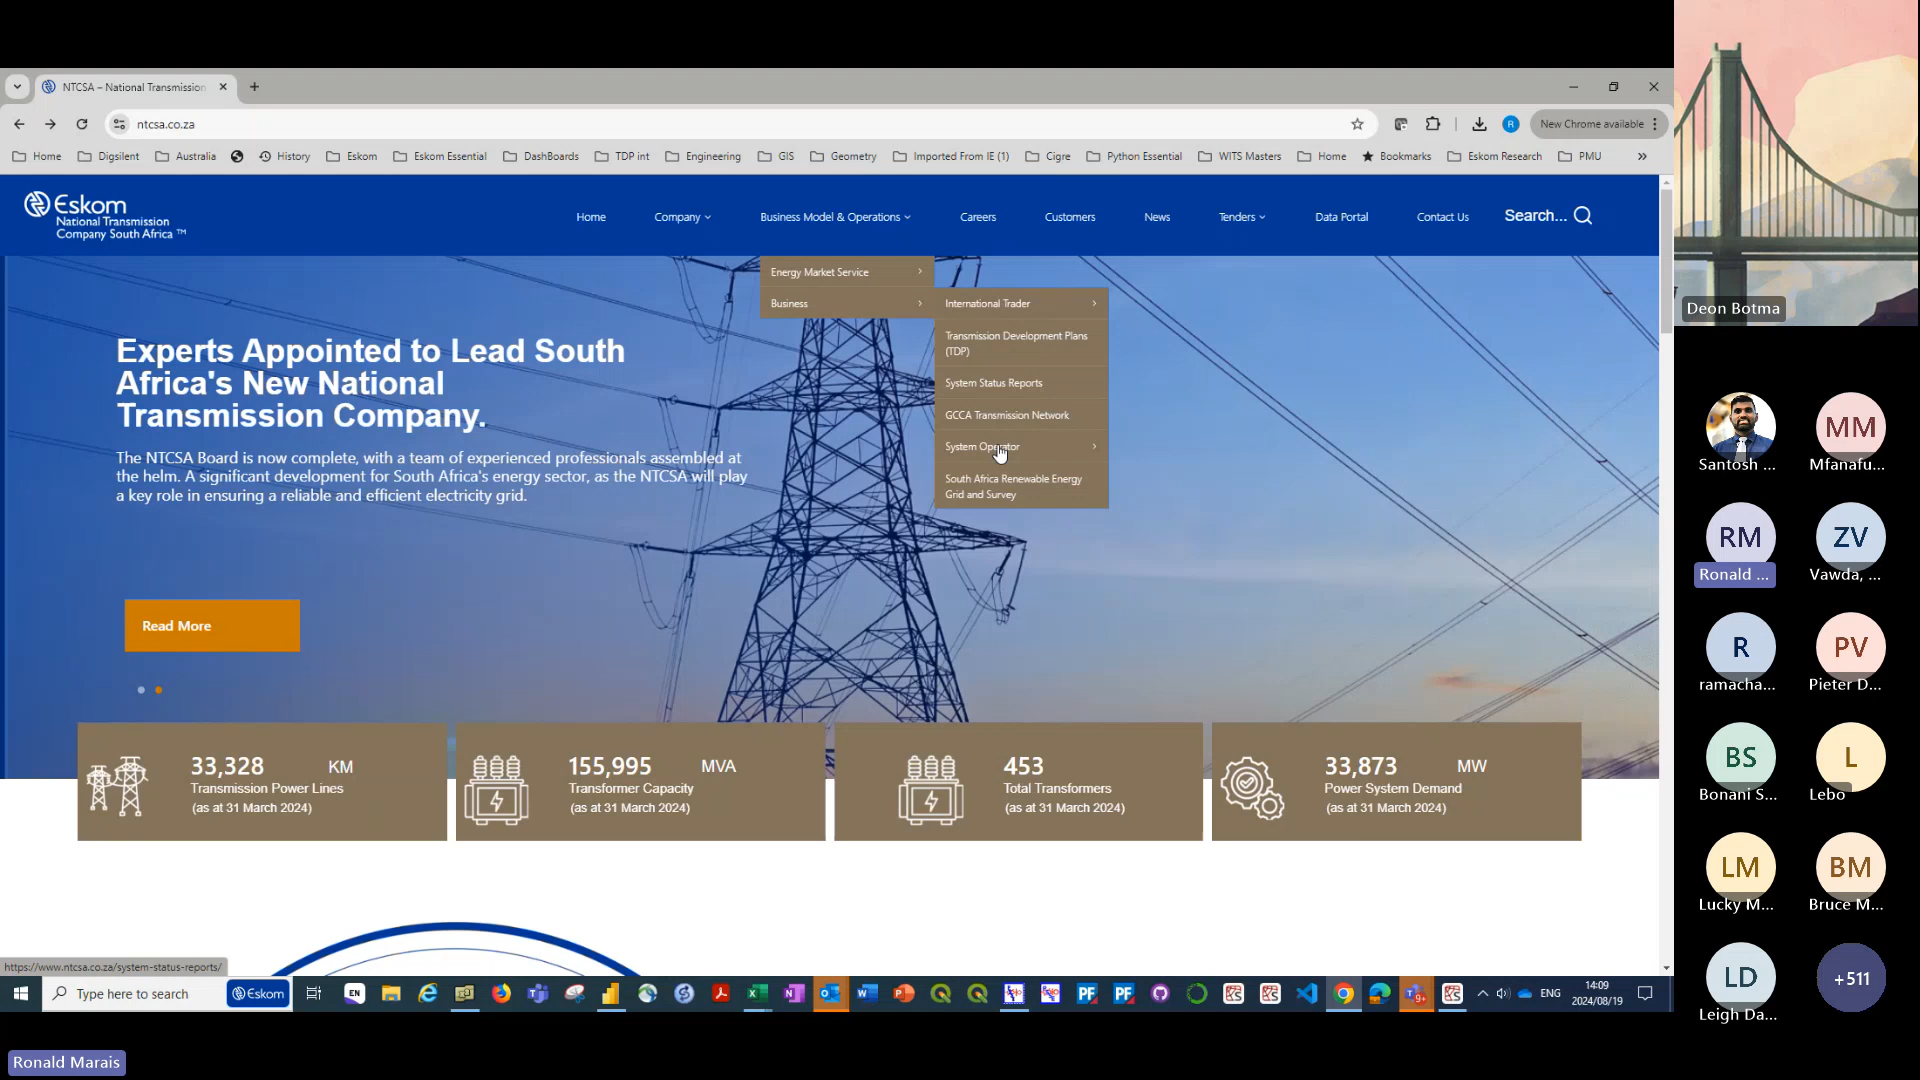 NTCSA – National Transmission
ntcsa.co.za
New Chrome available
Home
Digsilent
Australia
History
Eskom
Eskom Essential
DashBoards
TDP int
Engineering
GIS
Geometry
Imported From IE (1)
Cigre
Python Essential
WITS Masters
Home
Bookmarks
Eskom Research
PMU
Eskom
National Transmission
Company South Africa ™
Home
Company
Business Model & Operations
Careers
Customers
News
Tenders
Data Portal
Contact Us
Search...
Energy Market Service
Business
International Trader
Transmission Development Plans
(TDP)
System Status Reports
GCCA Transmission Network
System Operator
South Africa Renewable Energy
Grid and Survey
Experts Appointed to Lead South
Africa's New National
Transmission Company.
The NTCSA Board is now complete, with a team of experienced professionals assembled at
the helm. A significant development for South Africa's energy sector, as the NTCSA will play
a key role in ensuring a reliable and efficient electricity grid.
Read More
33,328 KM
Transmission Power Lines
(as at 31 March 2024)
155,995 MVA
Transformer Capacity
(as at 31 March 2024)
453
Total Transformers
(as at 31 March 2024)
33,873 MW
Power System Demand
(as at 31 March 2024)
https://www.ntcsa.co.za/system-status-reports/
Type here to search
Eskom
EN
ENG
14:09
2024/08/19
Ronald Marais
Deon Botma
Santosh ...
MM
Mfanafu...
RM
Ronald ...
ZV
Vawda, ...
R
ramacha...
PV
Pieter D...
BS
Bonani S...
L
Lebo
LM
Lucky M...
BM
Bruce M...
LD
Leigh Da...
+511